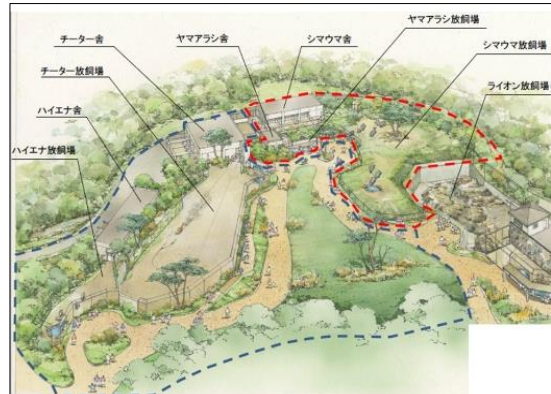 チーター舎
チーター放飼場
ハイエナ舎
ハイエナ放飼場
ヤマアラシ舎
シマウマ舎
ヤマアラシ放飼場
シマウマ放飼場
ライオン放飼場